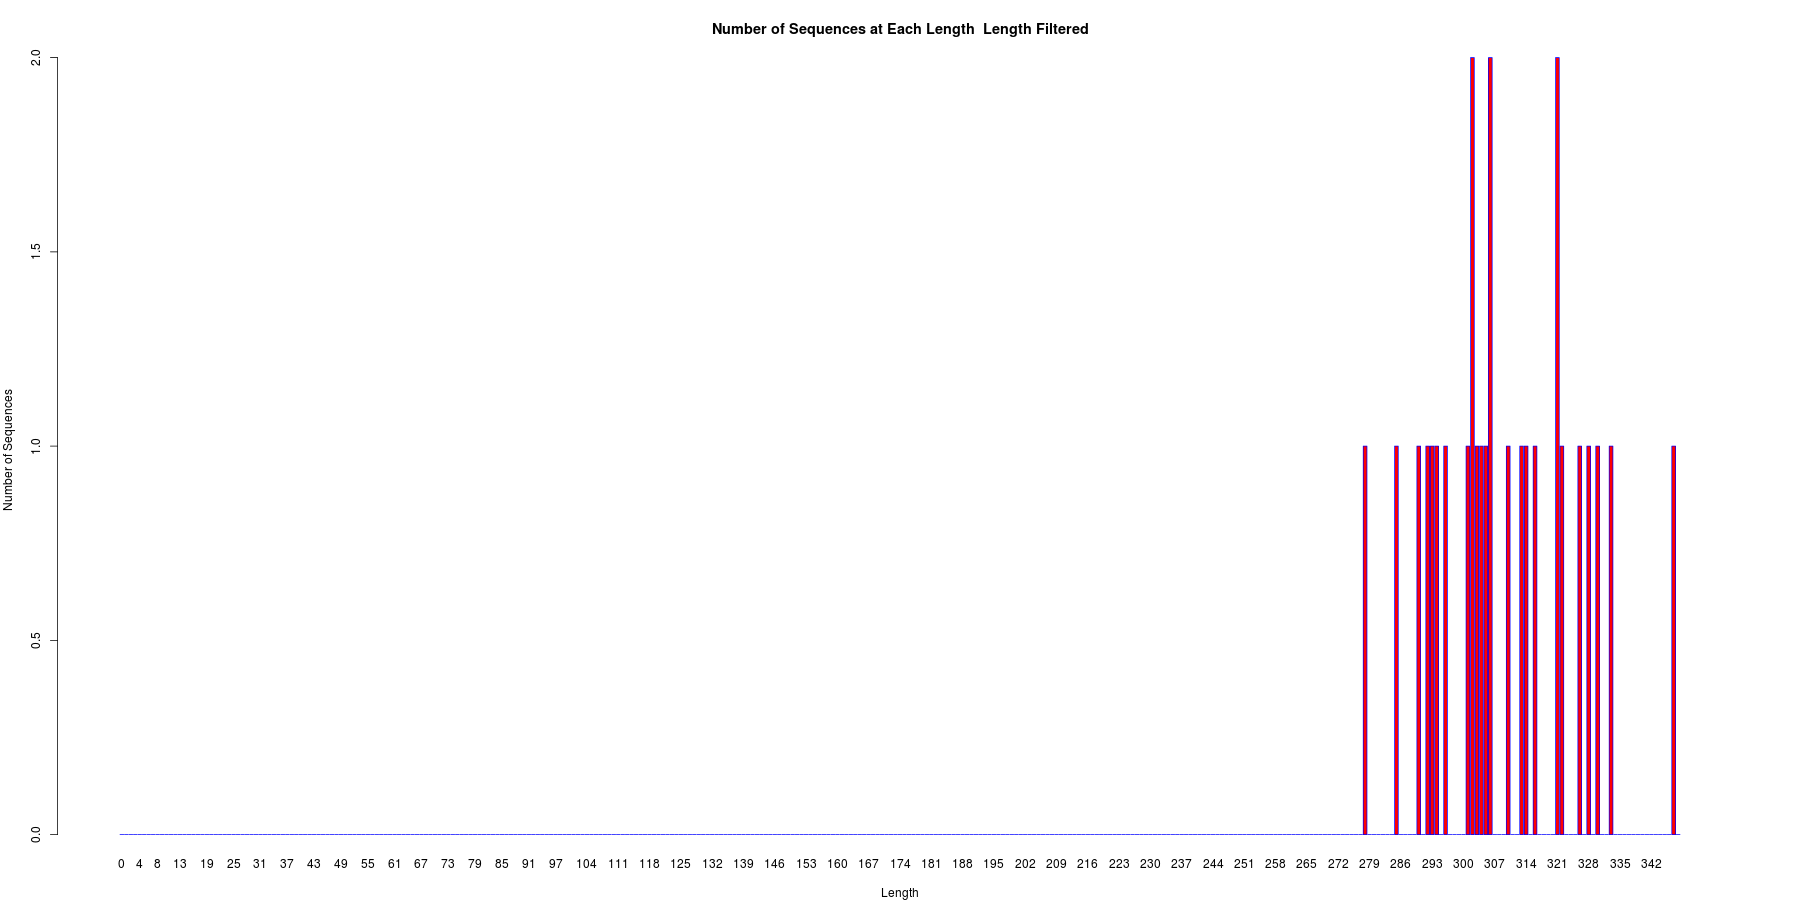 Number of Sequences at Each Length  Length Filtered
2.0
1.5
1.0
0.5
0.0
Number of Sequences
0 4 8 13 19 25 31 37 43 49 55 61 67 73 79 85 91 97 104 111 118 125 132 139 146 153 160 167 174 181 188 195 202 209 216 223 230 237 244 251 258 265 272 279 286 293 300 307 314 321 328 335 342
Length